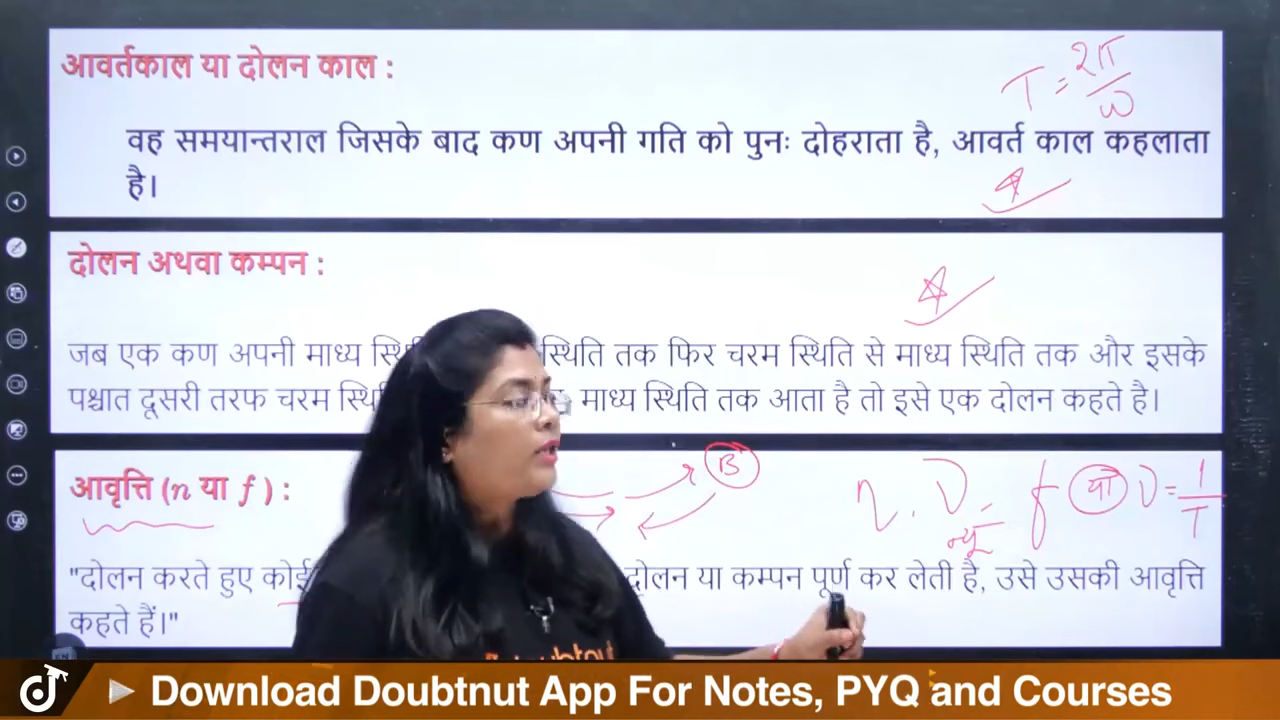 आवर्तकाल या दोलन काल :
T = 2π/ω
वह समयान्तराल जिसके बाद कण अपनी गति को पुनः दोहराता है, आवर्त काल कहलाता
है।
दोलन अथवा कम्पन :
जब एक कण अपनी माध्य स्थिति तक फिर चरम स्थिति से माध्य स्थिति तक और इसके
पश्चात दूसरी तरफ चरम माध्य स्थिति तक आता है तो इसे एक दोलन कहते है।
आवृत्ति (n या f ) :
B
n . ν f या ν = 1/T
न्यू
"दोलन करते हुए कोई दोलन या कम्पन पूर्ण कर लेती है, उसे उसकी आवृत्ति
कहते हैं।"
doubtnut
Download Doubtnut App For Notes, PYQ and Courses